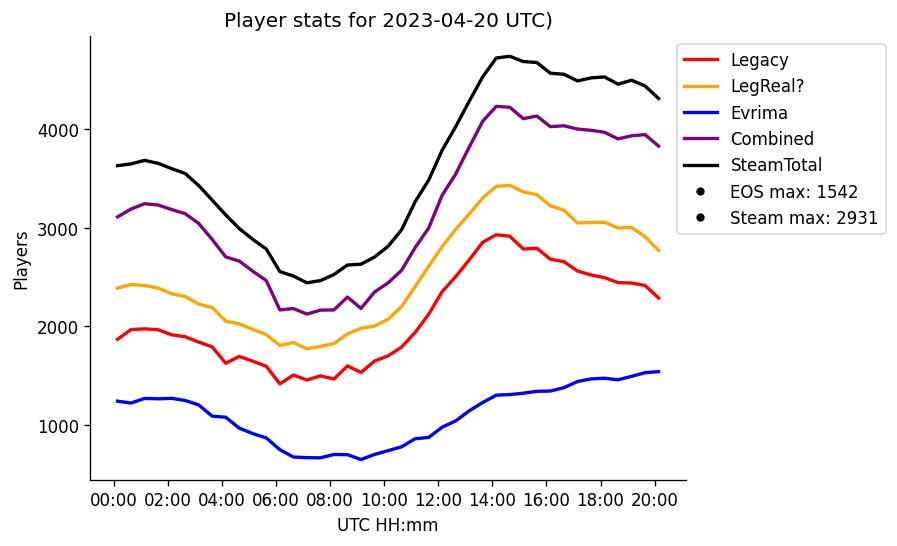 Player stats for 2023-04-20 UTC)
Legacy
LegReal?
Evrima
Combined
SteamTotal
EOS max: 1542
Steam max: 2931
Players
4000
3000
2000
1000
00:00 02:00 04:00 06:00 08:00 10:00 12:00 14:00 16:00 18:00 20:00
UTC HH:mm